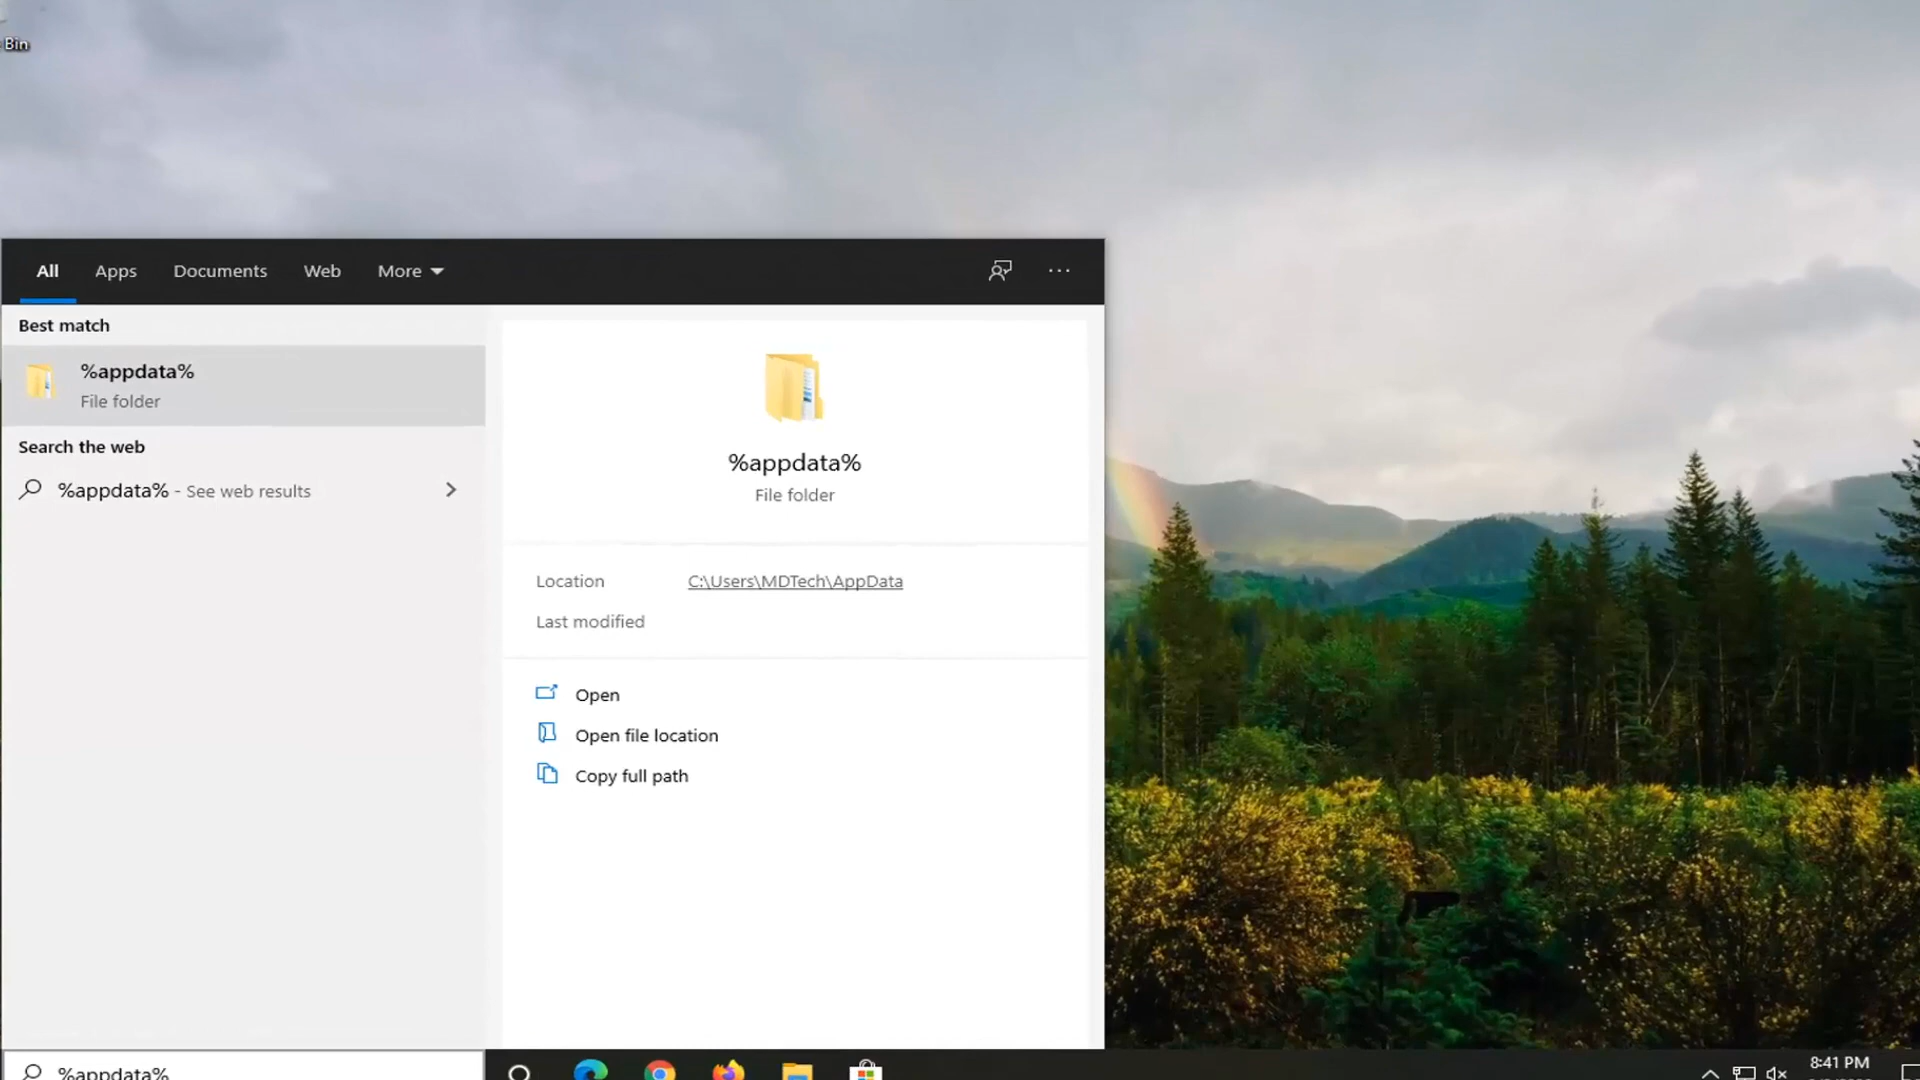 Bin
All Apps Documents Web More
Best match
%appdata%
File folder
Search the web
%appdata% - See web results
%appdata%
File folder
Location C:\Users\MDTech\AppData
Last modified
Open
Open file location
Copy full path
%appdata%
8:41 PM